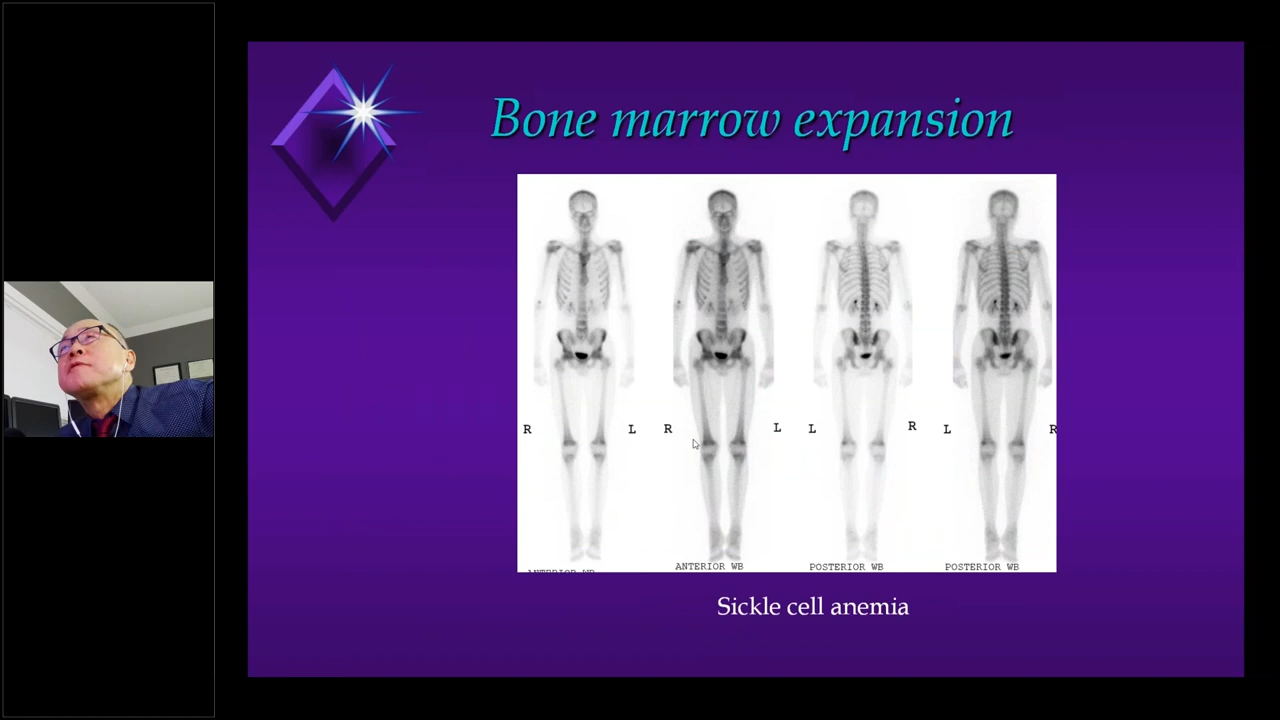 Bone marrow expansion
R L R L L R L R
ANTERIOR WB POSTERIOR WB POSTERIOR WB
Sickle cell anemia